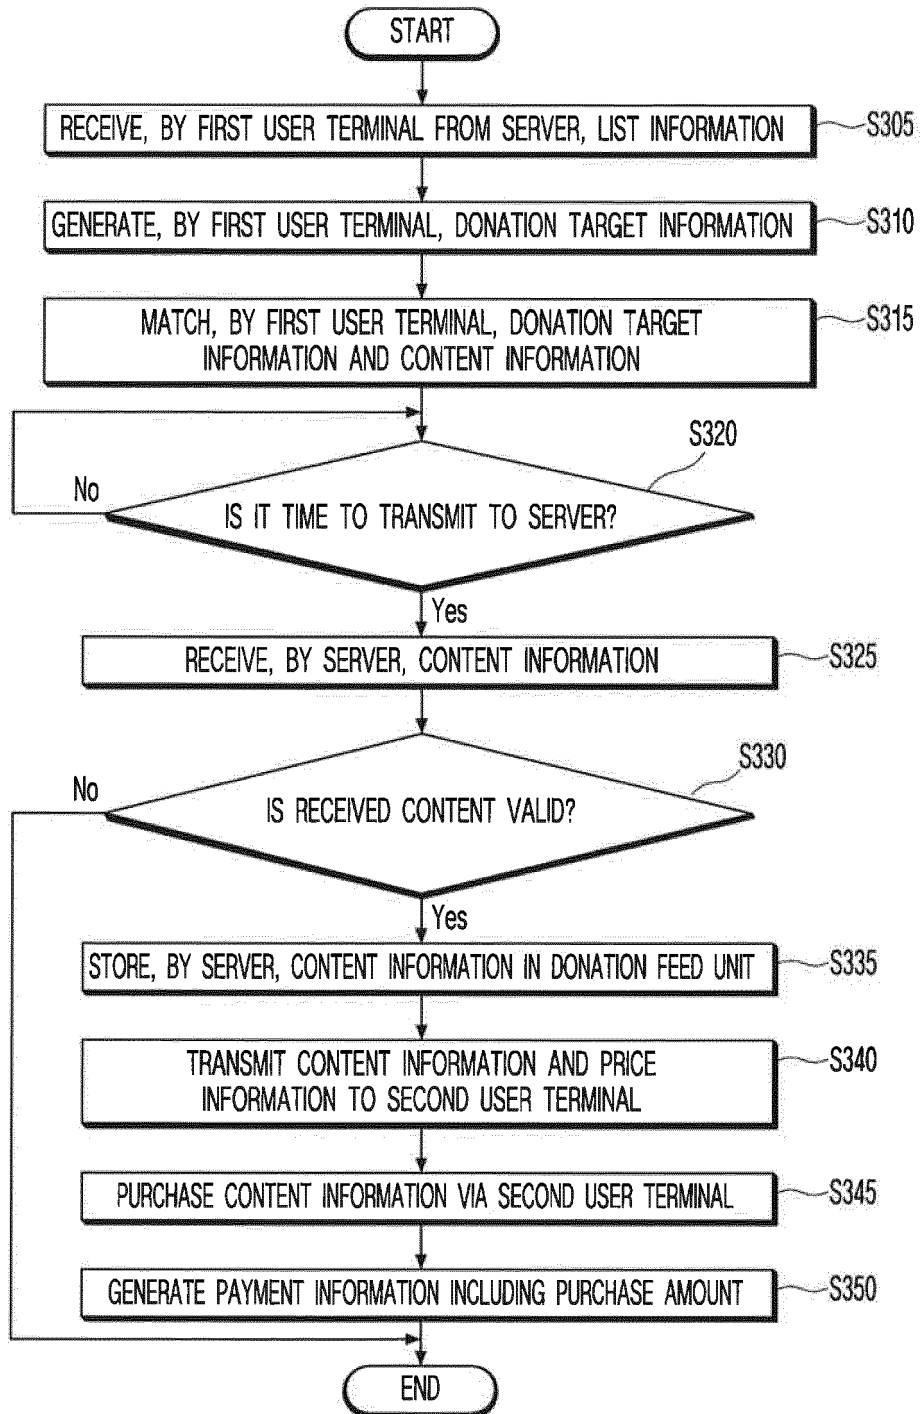 START
RECEIVE, BY FIRST USER TERMINAL FROM SERVER, LIST INFORMATION
S305
GENERATE, BY FIRST USER TERMINAL, DONATION TARGET INFORMATION
S310
MATCH, BY FIRST USER TERMINAL, DONATION TARGET
INFORMATION AND CONTENT INFORMATION
S315
S320
No
IS IT TIME TO TRANSMIT TO SERVER?
Yes
RECEIVE, BY SERVER, CONTENT INFORMATION
S325
S330
No
IS RECEIVED CONTENT VALID?
Yes
STORE, BY SERVER, CONTENT INFORMATION IN DONATION FEED UNIT
S335
TRANSMIT CONTENT INFORMATION AND PRICE
INFORMATION TO SECOND USER TERMINAL
S340
PURCHASE CONTENT INFORMATION VIA SECOND USER TERMINAL
S345
GENERATE PAYMENT INFORMATION INCLUDING PURCHASE AMOUNT
S350
END